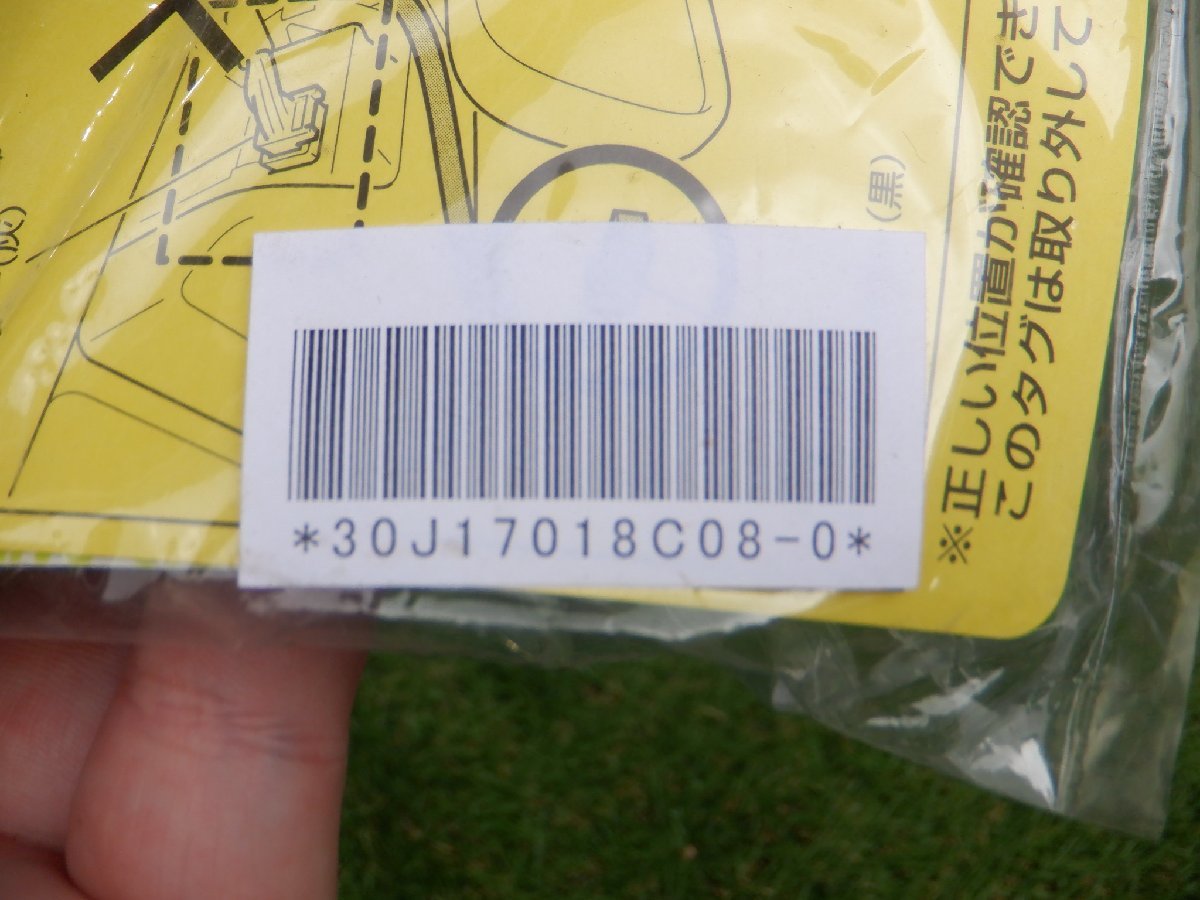 ※正しい位置が確認でき
このタグは取り外して
(黒)
(灰)
*30J17018C08-0*